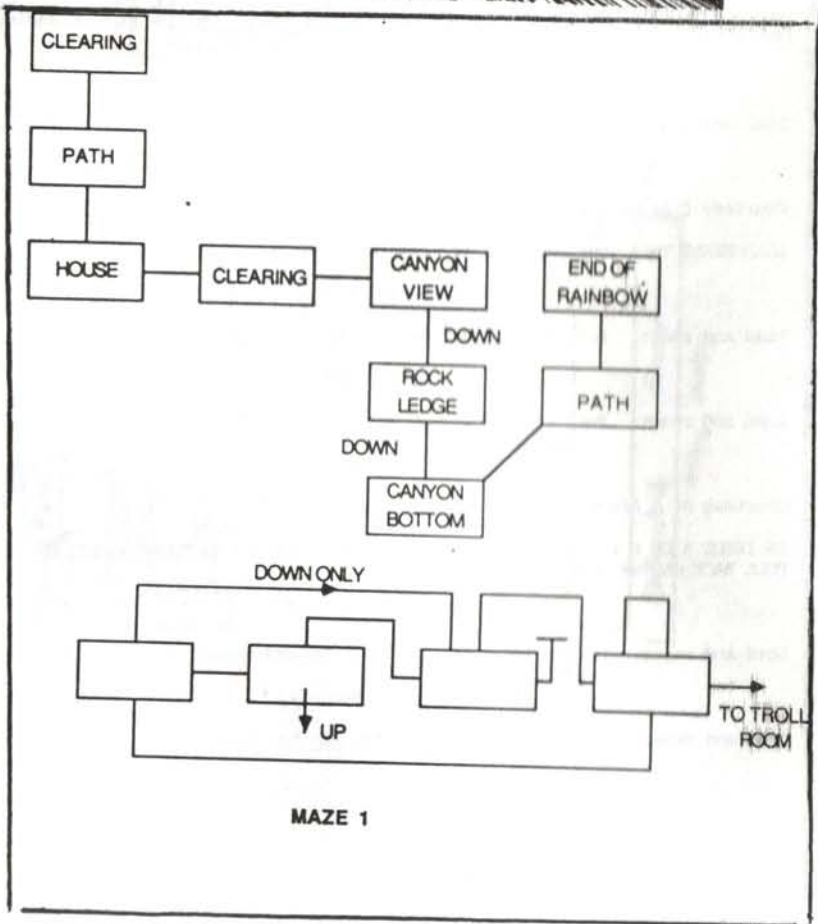 CLEARING
PATH
HOUSE
CLEARING
CANYON
VIEW
END OF
RAINBOW
DOWN
ROCK
LEDGE
PATH
DOWN
CANYON
BOTTOM
DOWN ONLY
UP
TO TROLL
ROOM
MAZE 1